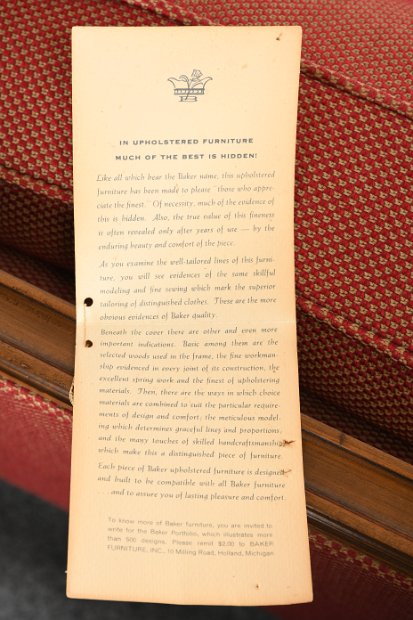 IN UPHOLSTERED FURNITURE
MUCH OF THE BEST IS HIDDEN!
Like all which bear the Baker name, this upholstered
furniture has been made to please "those who appre-
ciate the finest." Of necessity, much of the evidence of
this is hidden. Also, the true value of this fineness
is often revealed only after years of use — by the
enduring beauty and comfort of the piece.
As you examine the well-tailored lines of this furni-
ture, you will see evidences of the same skillful
modeling and fine sewing which mark the superior
tailoring of distinguished clothes. These are the more
obvious evidences of Baker quality.
Beneath the cover there are other and even more
important indications. Basic among them are the
selected woods used in the frame, the fine workman-
ship evidenced in every joint of its construction, the
excellent spring work and the finest of upholstering
materials. Then, there are the ways in which choice
materials are combined to suit the particular require-
ments of design and comfort, the meticulous model-
ing which determines graceful lines and proportions,
and the many touches of skilled handcraftsmanship
which make this a distinguished piece of furniture.
Each piece of Baker upholstered furniture is designed
and built to be compatible with all Baker furniture
. . . and to assure you of lasting pleasure and comfort.
To know more of Baker furniture, you are invited to
write for the Baker Portfolio, which illustrates more
than 500 designs. Please remit $2.00 to BAKER
FURNITURE, INC., 10 Milling Road, Holland, Michigan